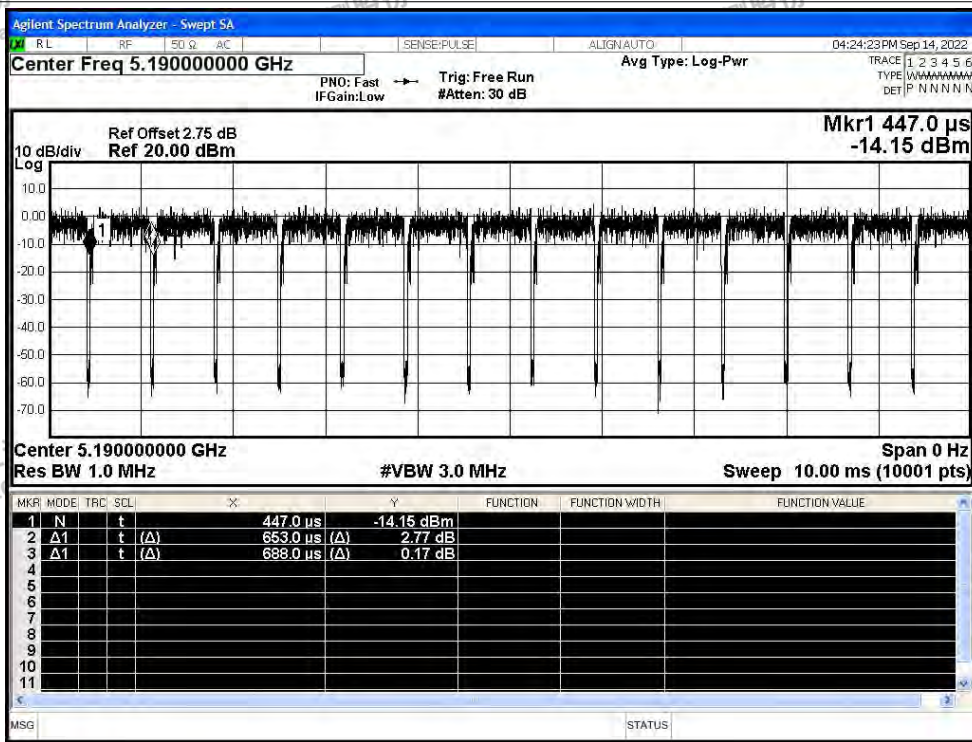 Agilent Spectrum Analyzer - Swept SA
LXI RL RF 50 Ω AC SENSE:PULSE ALIGN AUTO 04:24:23 PM Sep 14, 2022
Center Freq 5.190000000 GHz
PNO: Fast
IFGain:Low
Trig: Free Run
#Atten: 30 dB
Avg Type: Log-Pwr
TRACE 1 2 3 4 5 6
TYPE
DET P N N N N N
Mkr1 447.0 µs
-14.15 dBm
Ref Offset 2.75 dB
10 dB/div Ref 20.00 dBm
Log
10.0
0.00
-10.0
-20.0
-30.0
-40.0
-50.0
-60.0
-70.0
1
Center 5.190000000 GHz Span 0 Hz
Res BW 1.0 MHz #VBW 3.0 MHz Sweep 10.00 ms (10001 pts)
MKR MODE TRC SCL X Y FUNCTION FUNCTION WIDTH FUNCTION VALUE
1 N t 447.0 µs -14.15 dBm
2 Δ1 t (Δ) 653.0 µs (Δ) 2.77 dB
3 Δ1 t (Δ) 688.0 µs (Δ) 0.17 dB
4
5
6
7
8
9
10
11
MSG STATUS